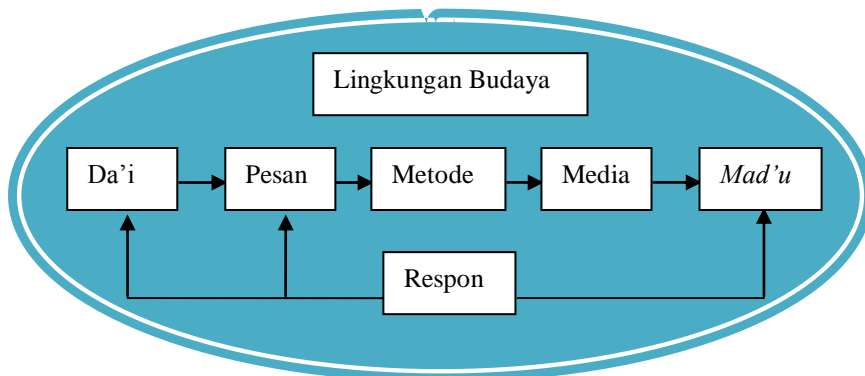 Lingkungan Budaya
Da’i
Pesan
Metode
Media
Mad’u
Respon